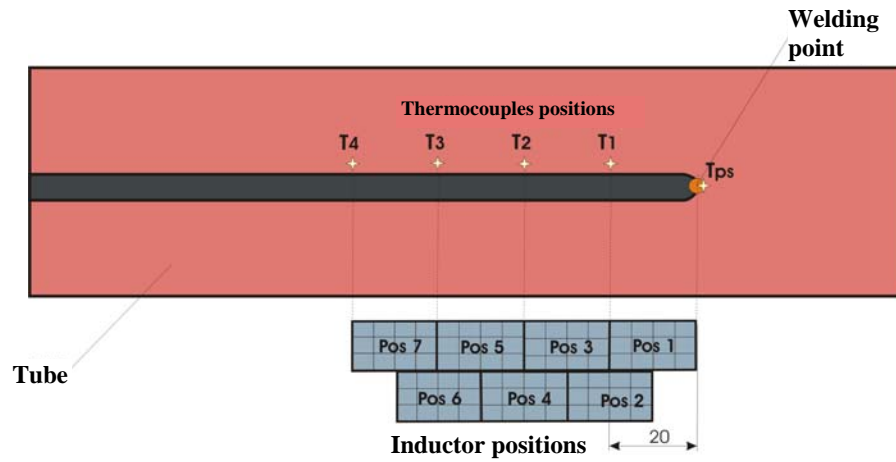 Welding
point
Thermocouples positions
T4
T3
T2
T1
Tps
Pos 7
Pos 5
Pos 3
Pos 1
Tube
Pos 6
Pos 4
Pos 2
Inductor positions
20